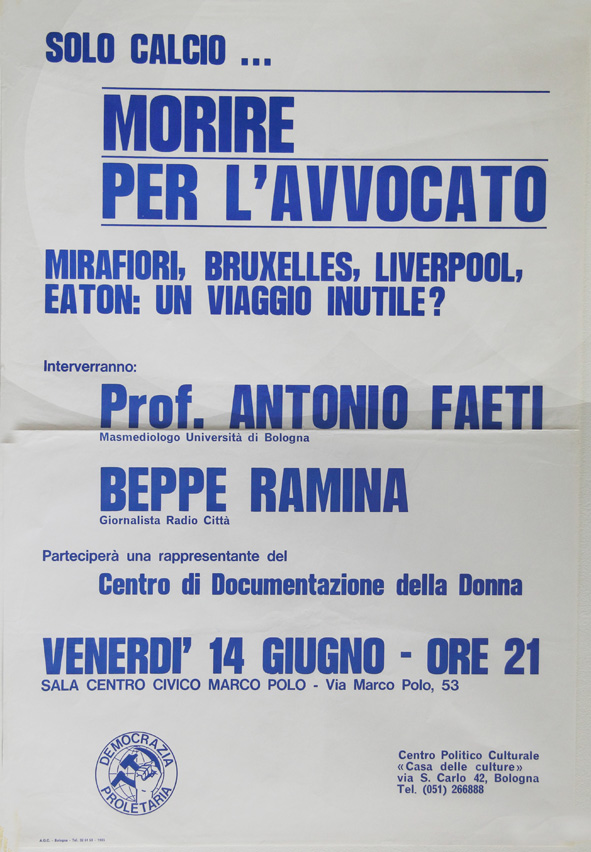 SOLO CALCIO ...
MORIRE
PER L'AVVOCATO
MIRAFIORI, BRUXELLES, LIVERPOOL,
EATON: UN VIAGGIO INUTILE?
Interverranno:
Prof. ANTONIO FAETI
Masmediologo Università di Bologna
BEPPE RAMINA
Giornalista Radio Città
Parteciperà una rappresentante del
Centro di Documentazione della Donna
VENERDI' 14 GIUGNO - ORE 21
SALA CENTRO CIVICO MARCO POLO - Via Marco Polo, 53
DEMOCRAZIA
PROLETARIA
Centro Politico Culturale
«Casa delle culture»
via S. Carlo 42, Bologna
Tel. (051) 266888